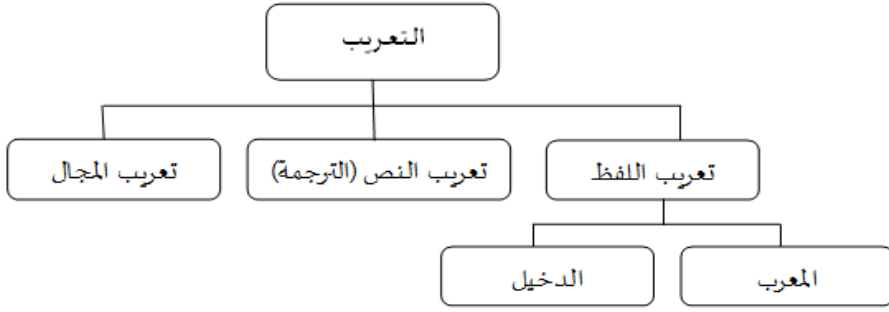 التعريب
تعريب اللفظ
تعريب النص (الترجمة)
تعريب المجال
المعرب
الدخيل